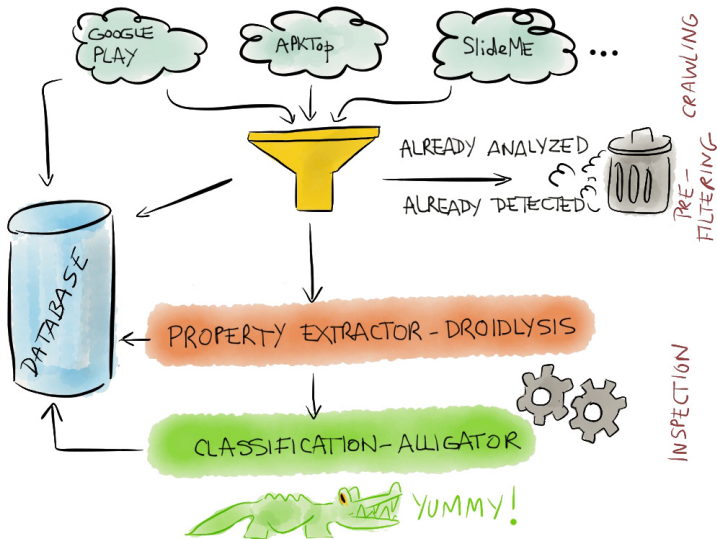 GOOGLE
PLAY
APKTOP
SlideME
...
CRAWLING
ALREADY ANALYZED
ALREADY DETECTED
PRE-
FILTERING
DATABASE
PROPERTY EXTRACTOR-DROIDLYSIS
INSPECTION
CLASSIFICATION-ALLIGATOR
YUMMY!